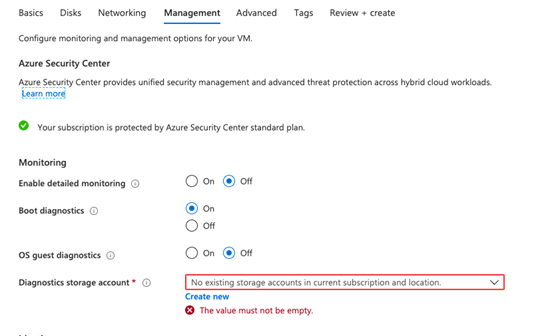 Basics Disks Networking Management Advanced Tags Review + create
Configure monitoring and management options for your VM.
Azure Security Center
Azure Security Center provides unified security management and advanced threat protection across hybrid cloud workloads.
Learn more
Your subscription is protected by Azure Security Center standard plan.
Monitoring
Enable detailed monitoring On Off
Boot diagnostics On
Off
OS guest diagnostics On Off
Diagnostics storage account * No existing storage accounts in current subscription and location.
Create new
The value must not be empty.